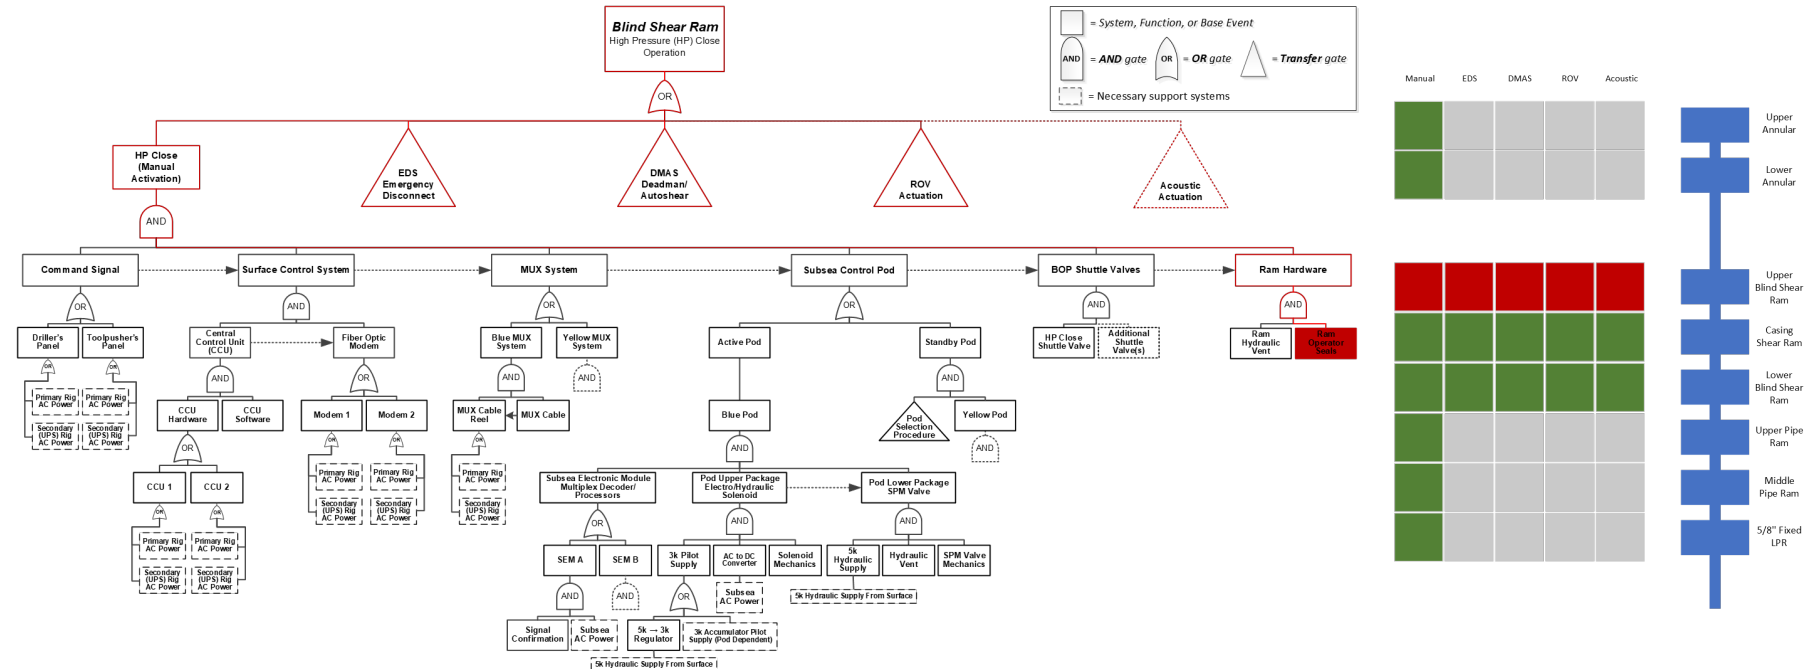 Blind Shear Ram
High Pressure (HP) Close
Operation
OR
= System, Function, or Base Event
AND
= AND gate
OR
= OR gate
= Transfer gate
= Necessary support systems
HP Close
(Manual
Activation)
EDS
Emergency
Disconnect
DMAS
Deadman/
Autoshear
ROV
Actuation
Acoustic
Actuation
AND
Command Signal
Surface Control System
MUX System
Subsea Control Pod
BOP Shuttle Valves
Ram Hardware
OR
AND
OR
OR
AND
AND
Driller's
Panel
Toolpusher's
Panel
Central
Control Unit
(CCU)
Fiber Optic
Modem
Blue MUX
System
Yellow MUX
System
Active Pod
Standby Pod
HP Close
Shuttle Valve
Additional
Shuttle
Valve(s)
Ram
Hydraulic
Vent
Ram
Operator
Seals
OR
OR
AND
OR
AND
AND
AND
Primary Rig
AC Power
Primary Rig
AC Power
Secondary
(UPS) Rig
AC Power
Secondary
(UPS) Rig
AC Power
CCU
Hardware
CCU
Software
Modem 1
Modem 2
MUX Cable
Reel
MUX Cable
Blue Pod
Pod
Selection
Procedure
Yellow Pod
OR
OR
OR
OR
AND
AND
Primary Rig
AC Power
Primary Rig
AC Power
Primary Rig
AC Power
Secondary
(UPS) Rig
AC Power
Secondary
(UPS) Rig
AC Power
Secondary
(UPS) Rig
AC Power
CCU 1
CCU 2
OR
OR
Primary Rig
AC Power
Primary Rig
AC Power
Secondary
(UPS) Rig
AC Power
Secondary
(UPS) Rig
AC Power
Subsea Electronic Module
Multiplex Decoder/
Processors
Pod Upper Package
Electro/Hydraulic
Solenoid
Pod Lower Package
SPM Valve
OR
AND
AND
SEM A
SEM B
3k Pilot
Supply
AC to DC
Converter
Solenoid
Mechanics
5k
Hydraulic
Supply
Hydraulic
Vent
SPM Valve
Mechanics
AND
AND
OR
Subsea
AC Power
5k Hydraulic Supply From Surface
Signal
Confirmation
Subsea
AC Power
5k → 3k
Regulator
3k Accumulator Pilot
Supply (Pod Dependent)
5k Hydraulic Supply From Surface
Manual
EDS
DMAS
ROV
Acoustic
Upper
Annular
Lower
Annular
Upper
Blind Shear
Ram
Casing
Shear Ram
Lower
Blind Shear
Ram
Upper Pipe
Ram
Middle
Pipe Ram
5/8" Fixed
LPR